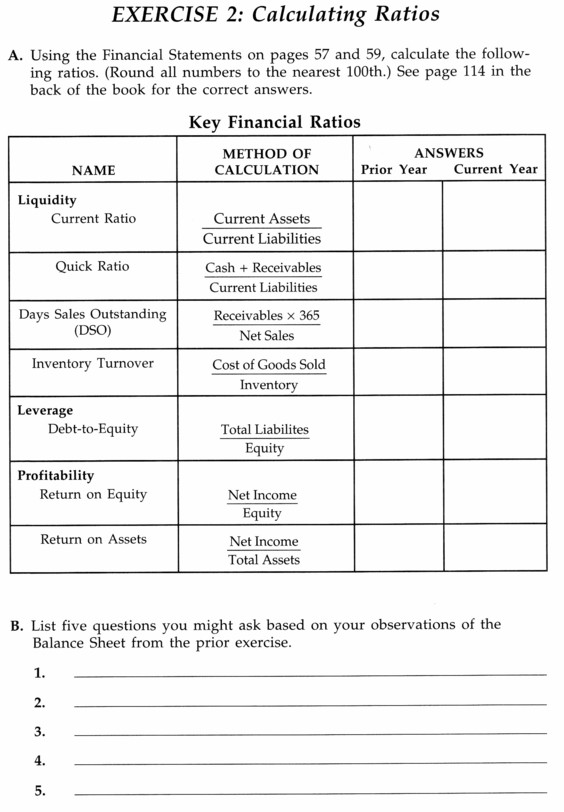 EXERCISE 2: Calculating Ratios
A. Using the Financial Statements on pages 57 and 59, calculate the follow-
ing ratios. (Round all numbers to the nearest 100th.) See page 114 in the
back of the book for the correct answers.
Key Financial Ratios
NAME
METHOD OF
CALCULATION
ANSWERS
Prior Year Current Year
Liquidity
Current Ratio
Current Assets
Current Liabilities
Quick Ratio
Cash + Receivables
Current Liabilities
Days Sales Outstanding
(DSO)
Receivables × 365
Net Sales
Inventory Turnover
Cost of Goods Sold
Inventory
Leverage
Debt-to-Equity
Total Liabilites
Equity
Profitability
Return on Equity
Net Income
Equity
Return on Assets
Net Income
Total Assets
B. List five questions you might ask based on your observations of the
Balance Sheet from the prior exercise.
1.
2.
3.
4.
5.